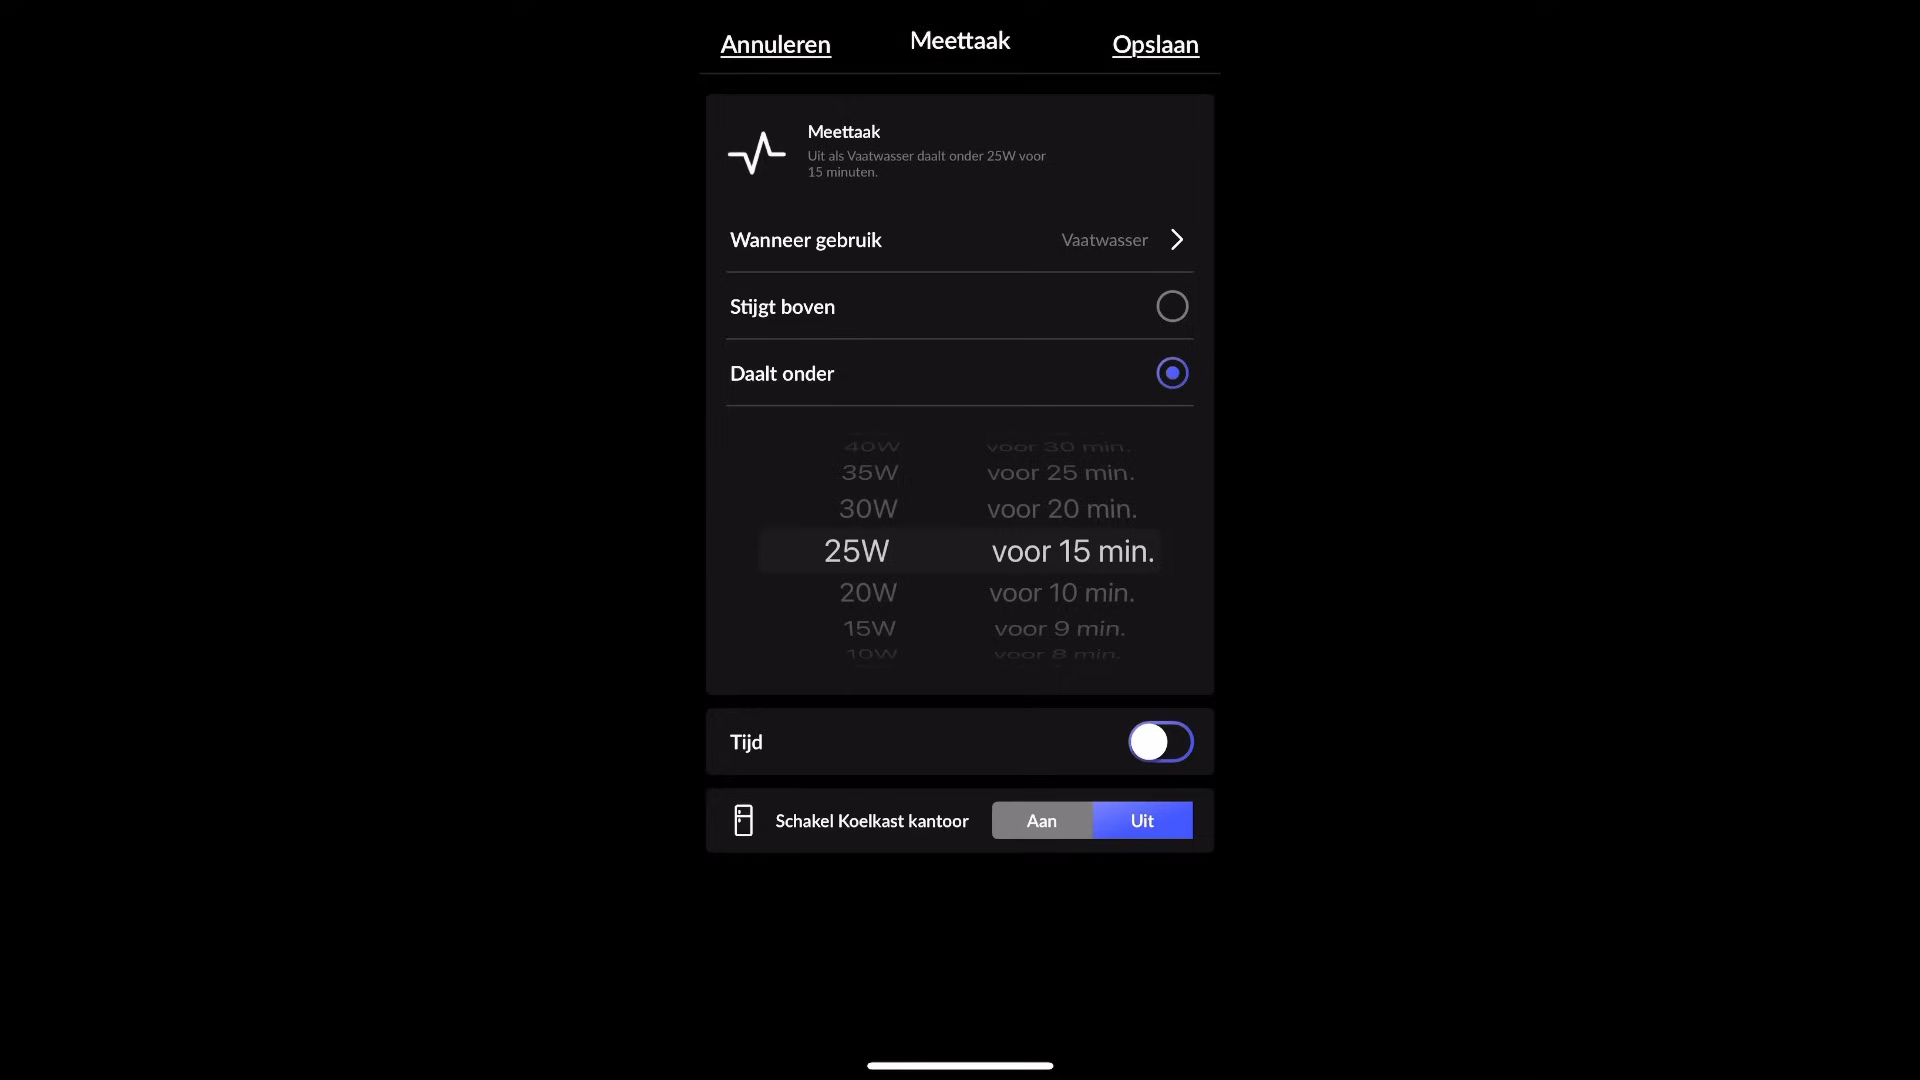 Annuleren
Meettaak
Opslaan
Meettaak
Uit als Vaatwasser daalt onder 25W voor
15 minuten.
Wanneer gebruik
Vaatwasser
Stijgt boven
Daalt onder
40W voor 30 min.
35W voor 25 min.
30W voor 20 min.
25W voor 15 min.
20W voor 10 min.
15W voor 9 min.
10W voor 8 min.
Tijd
Schakel Koelkast kantoor
Aan
Uit